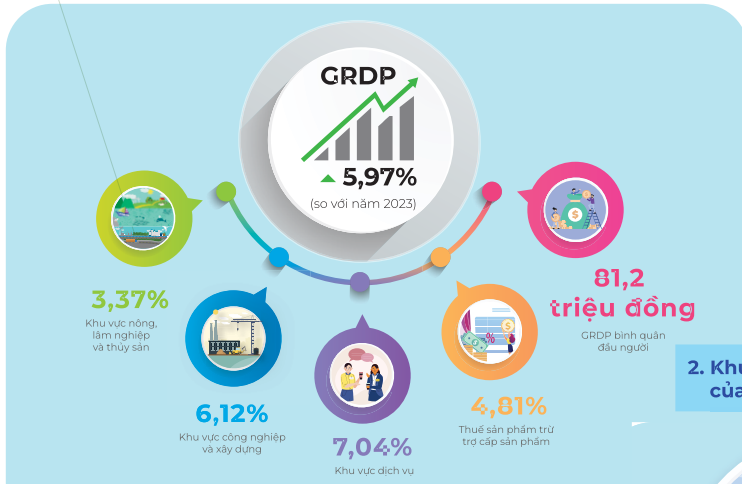 GRDP
5,97%
(so với năm 2023)
3,37%
Khu vực nông,
lâm nghiệp
và thủy sản
6,12%
Khu vực công nghiệp
và xây dựng
7,04%
Khu vực dịch vụ
4,81%
Thuế sản phẩm trừ
trợ cấp sản phẩm
81,2
triệu đồng
GRDP bình quân
đầu người
2. Khu
của